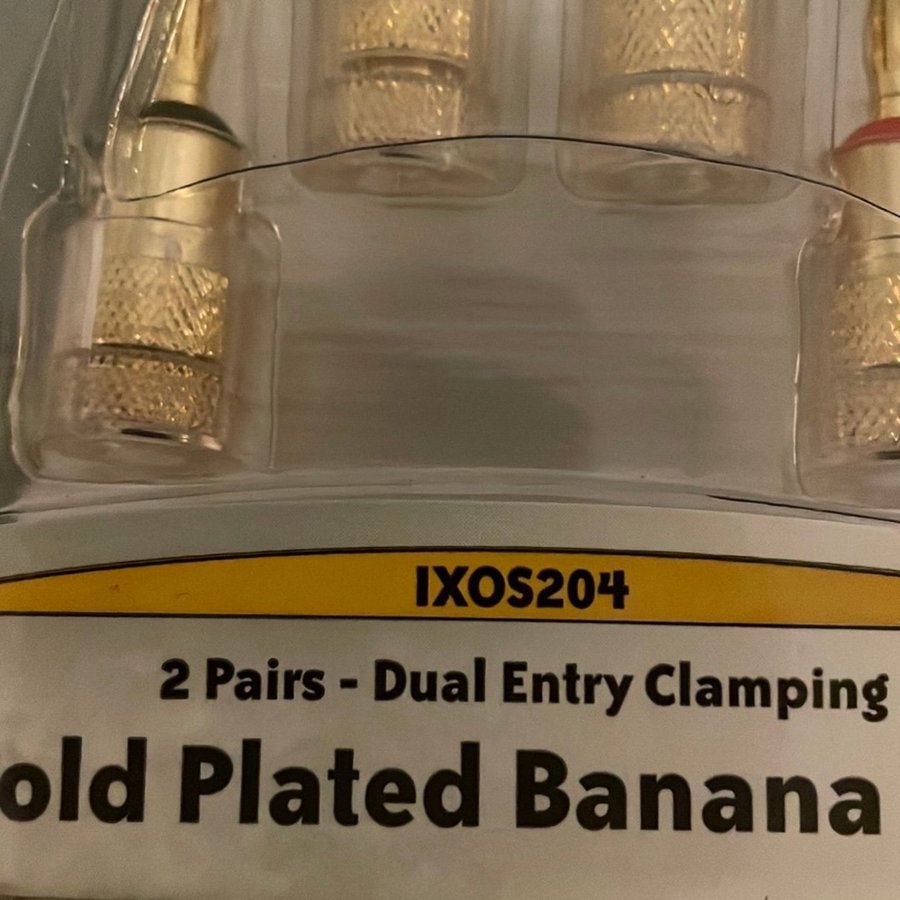 IXOS204
2 Pairs - Dual Entry Clamping
old Plated Banana